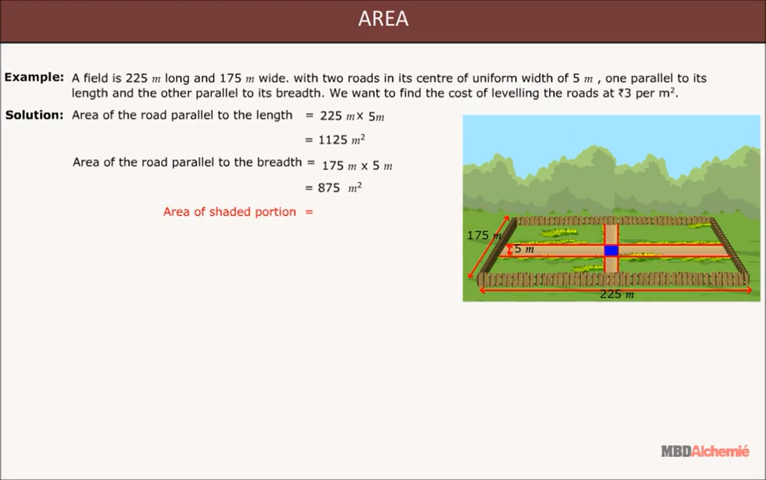 AREA
Example: A field is 225 m long and 175 m wide. with two roads in its centre of uniform width of 5 m , one parallel to its
length and the other parallel to its breadth. We want to find the cost of levelling the roads at ₹3 per m².
Solution: Area of the road parallel to the length = 225 m x 5m
= 1125 m²
Area of the road parallel to the breadth = 175 m x 5 m
= 875 m²
Area of shaded portion =
175 m
5 m
225 m
MBDAlchemié